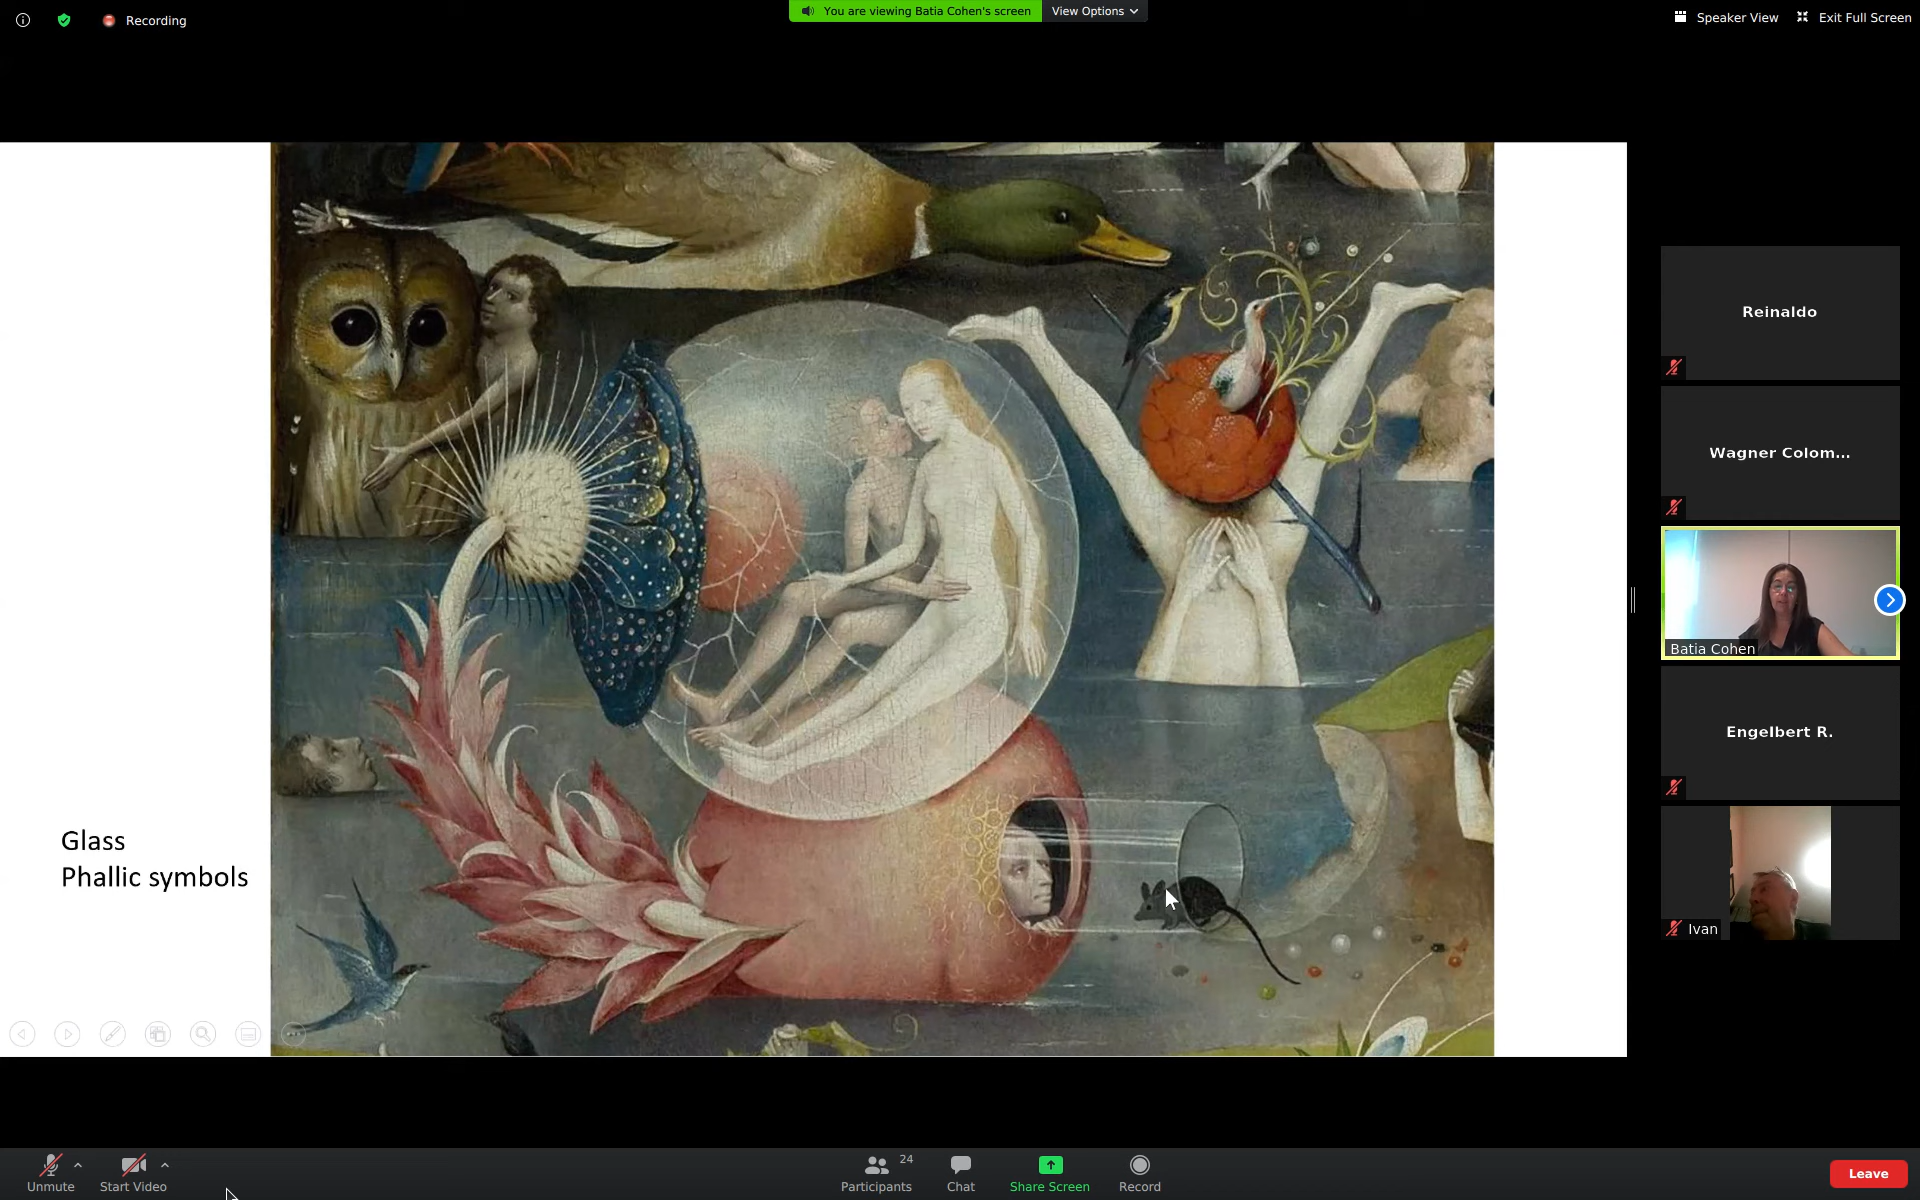 Recording
You are viewing Batia Cohen's screen
View Options
Speaker View
Exit Full Screen
Reinaldo
Wagner Colom...
Batia Cohen
Engelbert R.
Ivan
Glass
Phallic symbols
Unmute
Start Video
24
Participants
Chat
Share Screen
Record
Leave